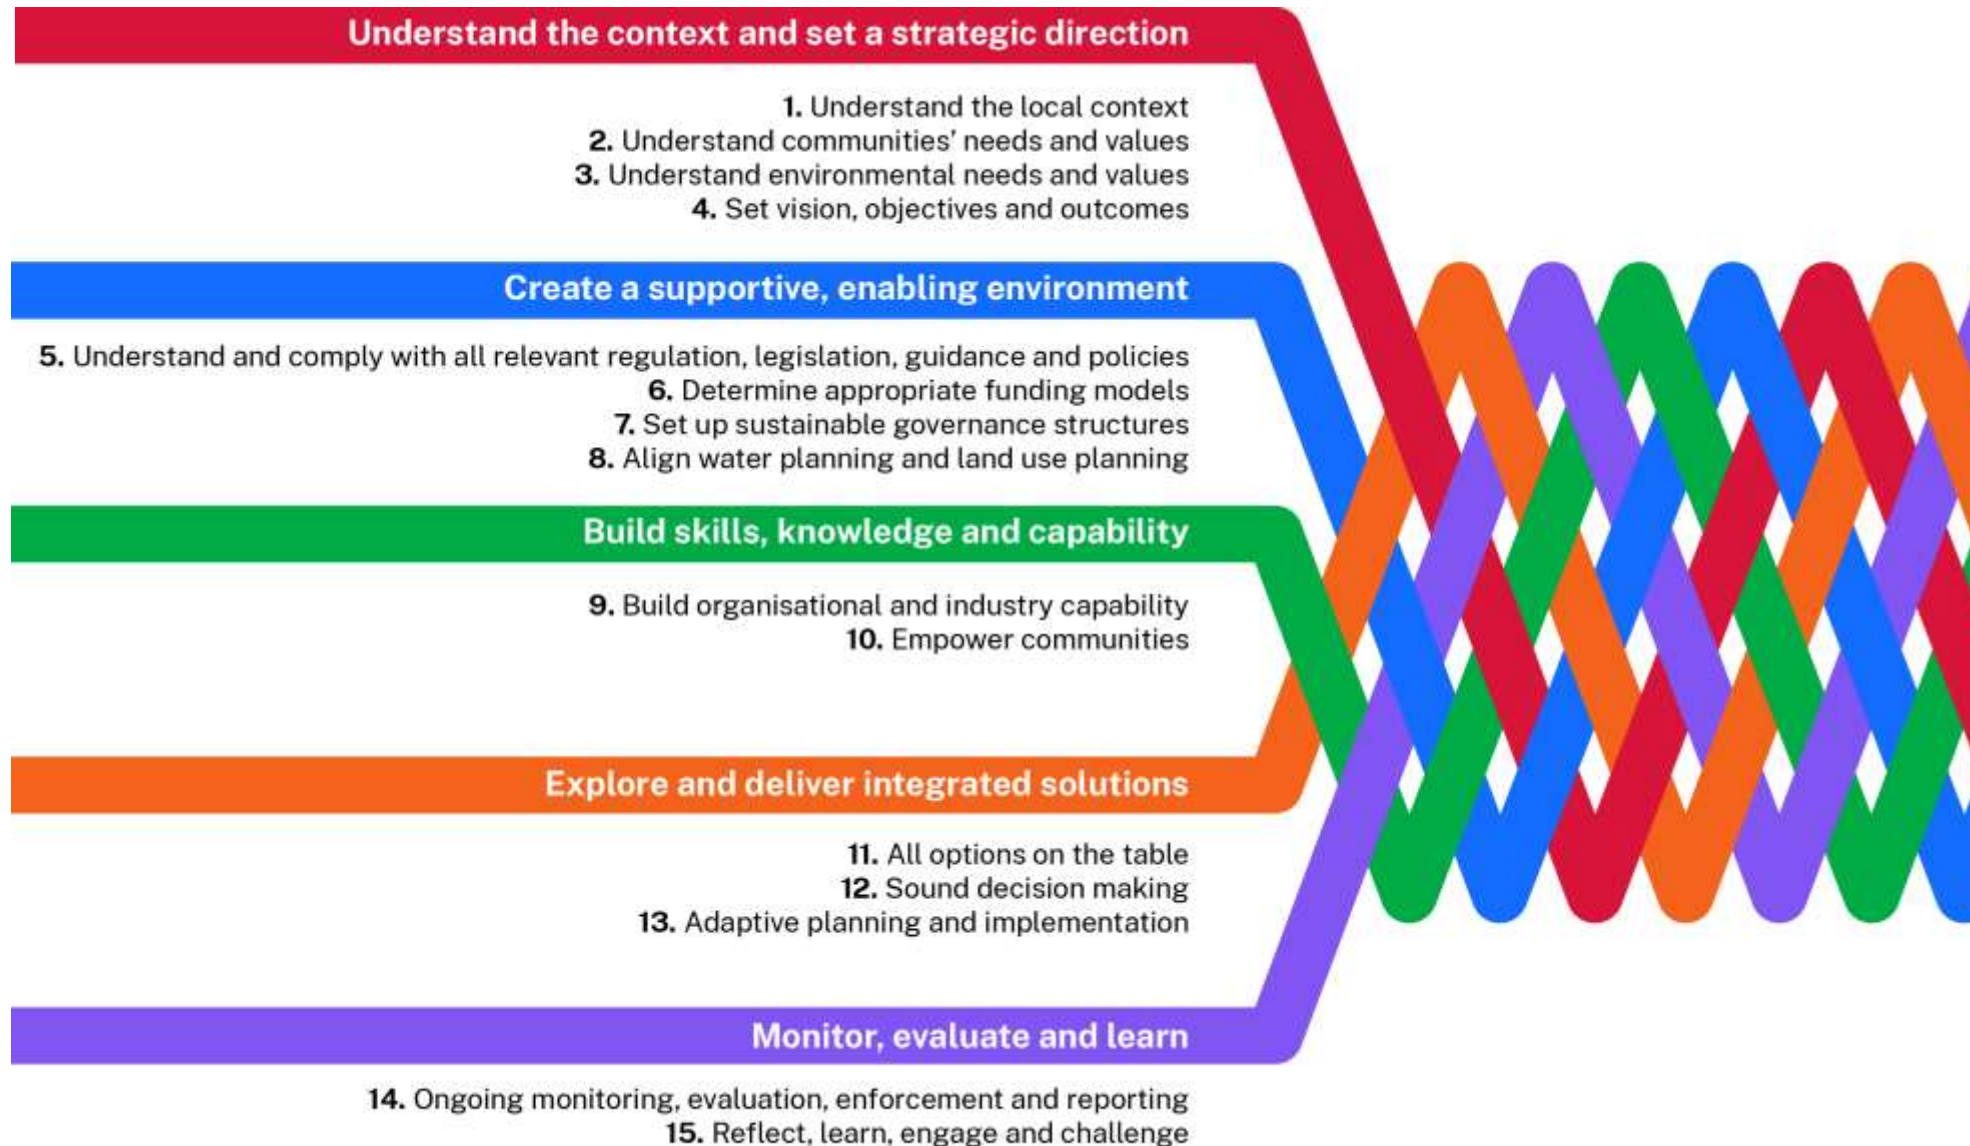 Understand the context and set a strategic direction
1. Understand the local context
2. Understand communities' needs and values
3. Understand environmental needs and values
4. Set vision, objectives and outcomes
Create a supportive, enabling environment
5. Understand and comply with all relevant regulation, legislation, guidance and policies
6. Determine appropriate funding models
7. Set up sustainable governance structures
8. Align water planning and land use planning
Build skills, knowledge and capability
9. Build organisational and industry capability
10. Empower communities
Explore and deliver integrated solutions
11. All options on the table
12. Sound decision making
13. Adaptive planning and implementation
Monitor, evaluate and learn
14. Ongoing monitoring, evaluation, enforcement and reporting
15. Reflect, learn, engage and challenge